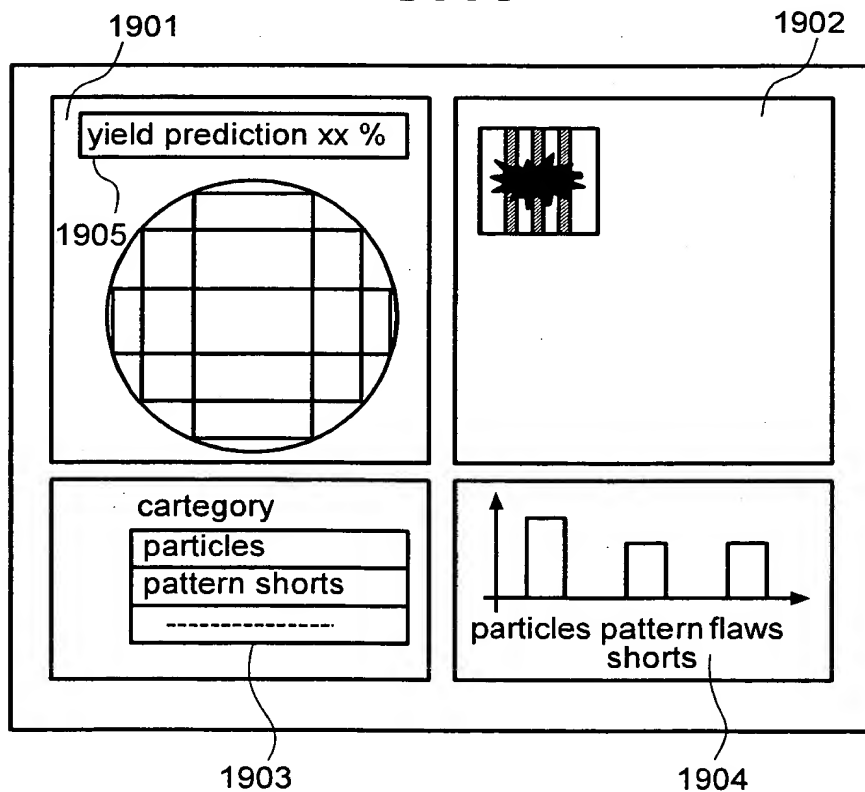 1901
1902
yield prediction xx %
1905
cartegory
particles
pattern shorts
particles pattern flaws
shorts
1903
1904